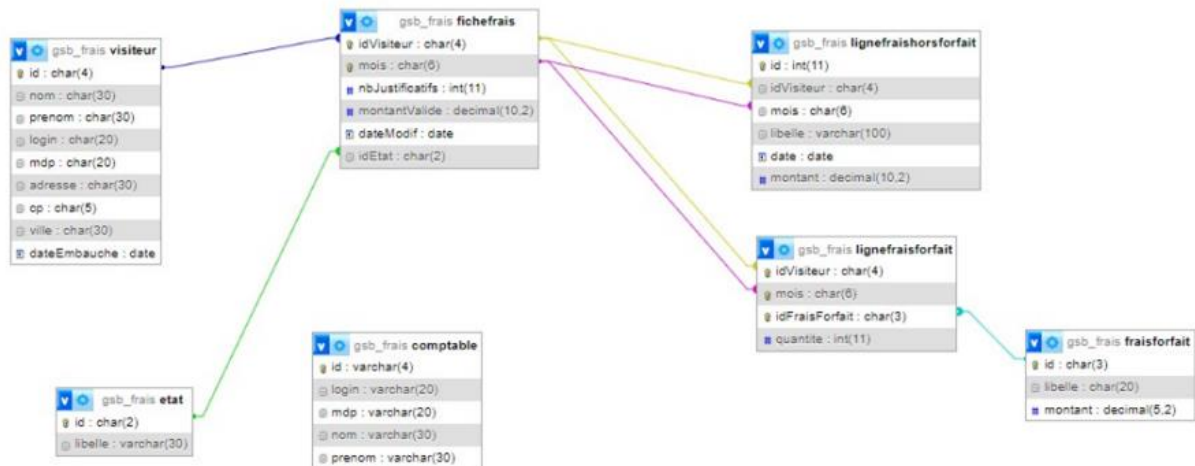 gsb_frais visiteur
id : char(4)
nom : char(30)
prenom : char(30)
login : char(20)
mdp : char(20)
adresse : char(30)
cp : char(5)
ville : char(30)
dateEmbauche : date
gsb_frais fichefrais
idVisiteur : char(4)
mois : char(6)
nbJustificatifs : int(11)
montantValide : decimal(10,2)
dateModif : date
idEtat : char(2)
gsb_frais lignefraishorsforfait
id : int(11)
idVisiteur : char(4)
mois : char(6)
libelle : varchar(100)
date : date
montant : decimal(10,2)
gsb_frais lignefraisforfait
idVisiteur : char(4)
mois : char(6)
idFraisForfait : char(3)
quantite : int(11)
gsb_frais fraisforfait
id : char(3)
libelle : char(20)
montant : decimal(5,2)
gsb_frais comptable
id : varchar(4)
login : varchar(20)
mdp : varchar(20)
nom : varchar(30)
prenom : varchar(30)
gsb_frais etat
id : char(2)
libelle : varchar(30)